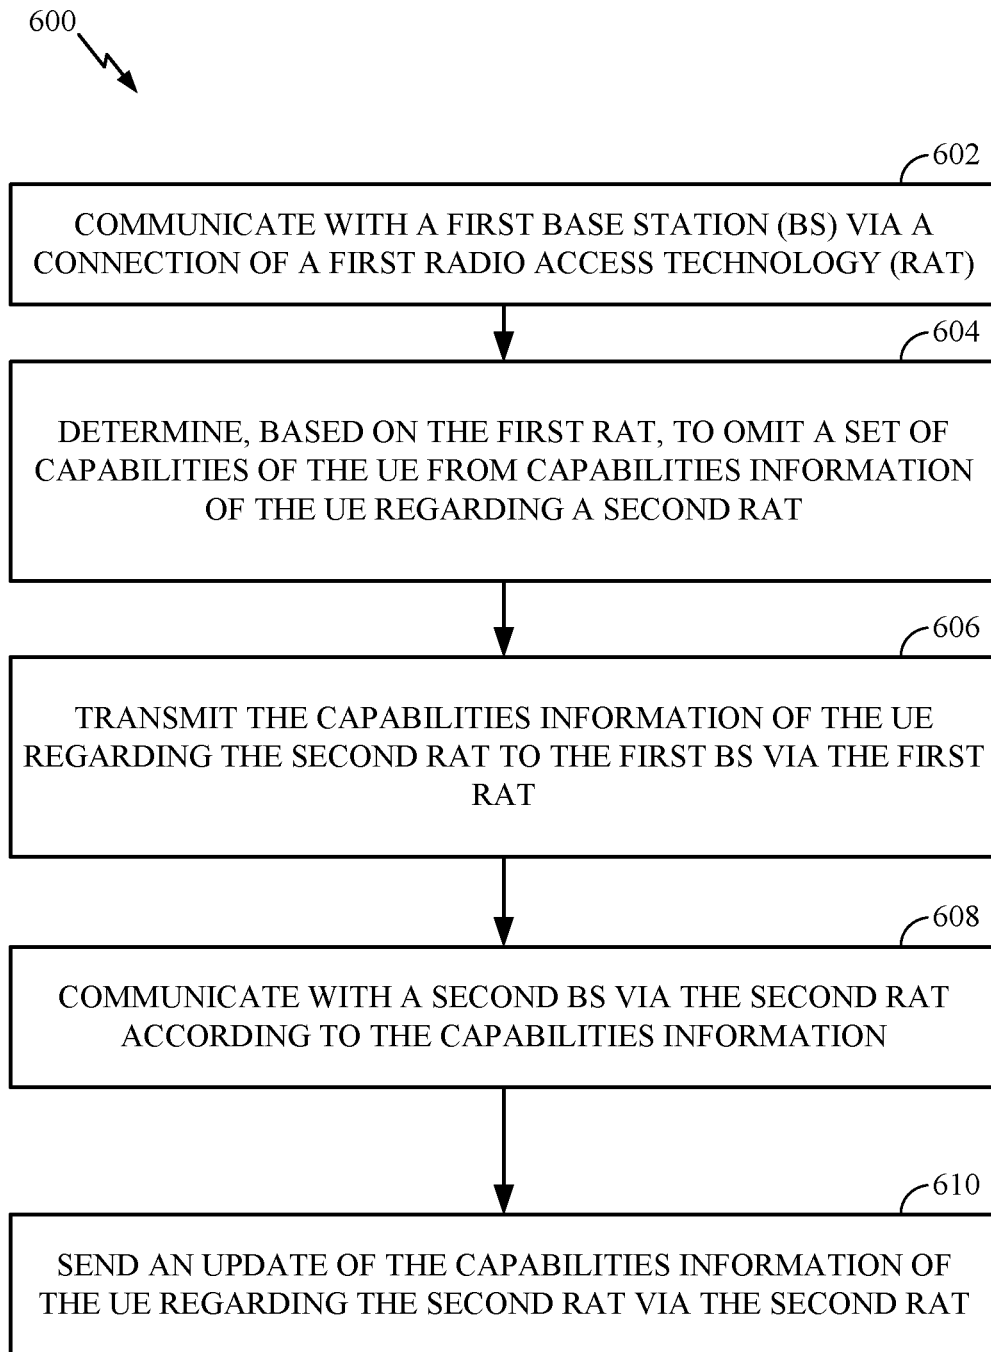 600
602
COMMUNICATE WITH A FIRST BASE STATION (BS) VIA A
CONNECTION OF A FIRST RADIO ACCESS TECHNOLOGY (RAT)
604
DETERMINE, BASED ON THE FIRST RAT, TO OMIT A SET OF
CAPABILITIES OF THE UE FROM CAPABILITIES INFORMATION
OF THE UE REGARDING A SECOND RAT
606
TRANSMIT THE CAPABILITIES INFORMATION OF THE UE
REGARDING THE SECOND RAT TO THE FIRST BS VIA THE FIRST
RAT
608
COMMUNICATE WITH A SECOND BS VIA THE SECOND RAT
ACCORDING TO THE CAPABILITIES INFORMATION
610
SEND AN UPDATE OF THE CAPABILITIES INFORMATION OF
THE UE REGARDING THE SECOND RAT VIA THE SECOND RAT